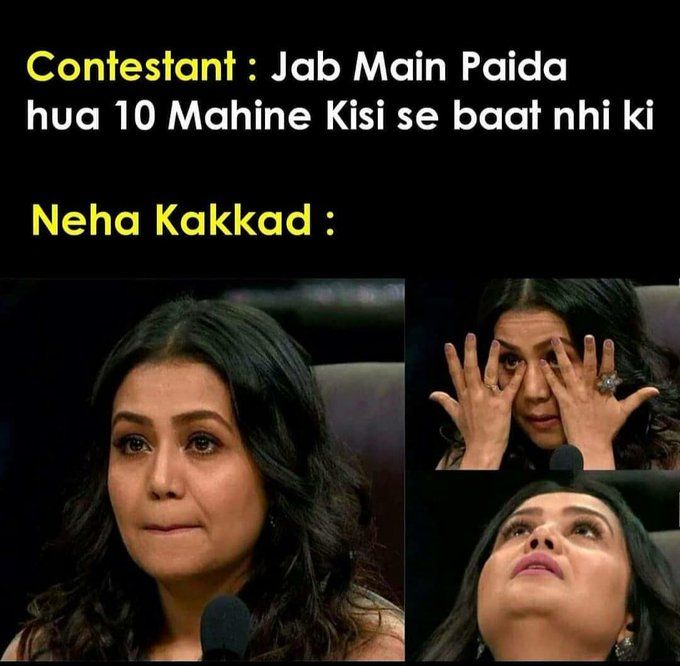 Contestant : Jab Main Paida
hua 10 Mahine Kisi se baat nhi ki
Neha Kakkad :